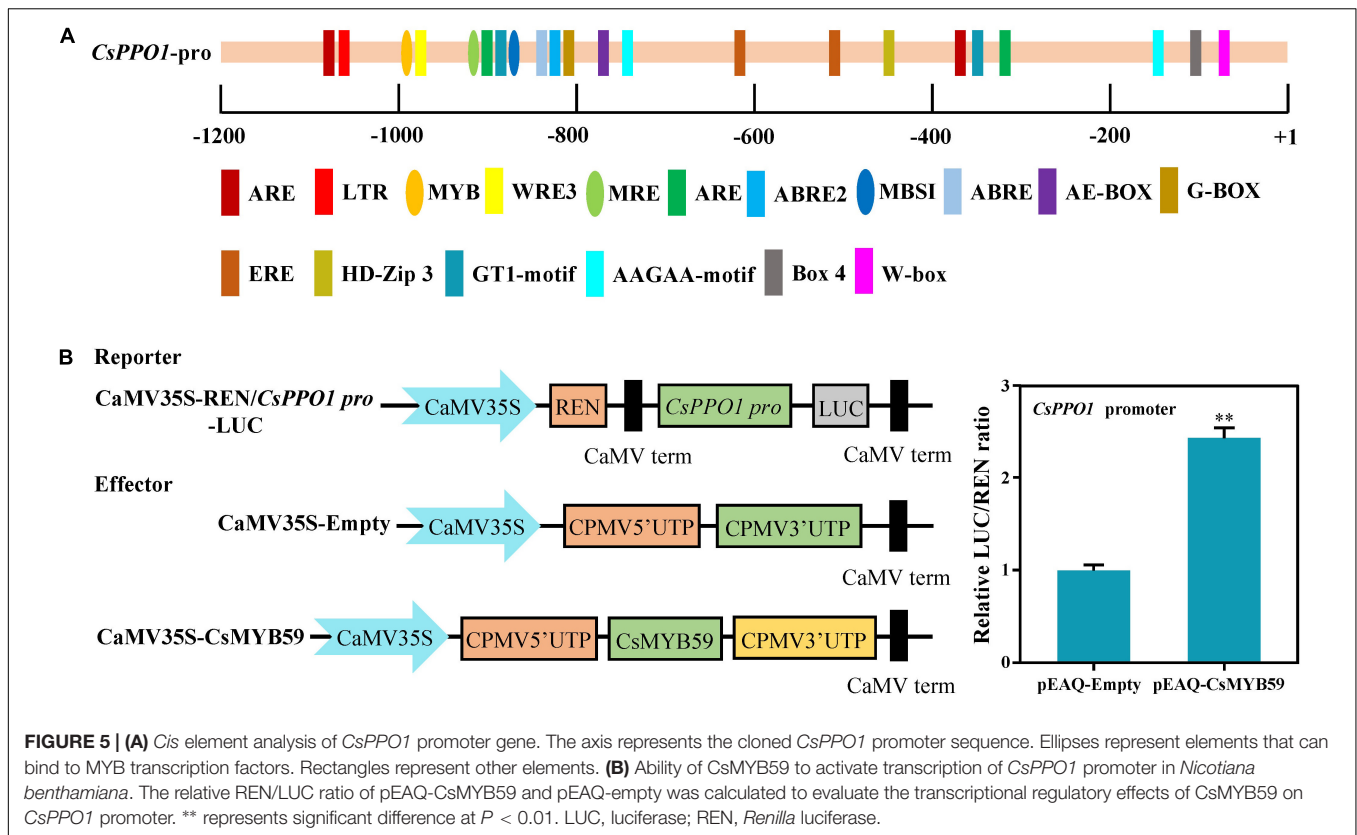 A
CsPPO1-pro
-1200 -1000 -800 -600 -400 -200 +1
ARE LTR MYB WRE3 MRE ARE ABRE2 MBSI ABRE AE-BOX G-BOX
ERE HD-Zip 3 GT1-motif AAGAA-motif Box 4 W-box
B Reporter
CaMV35S-REN/CsPPO1 pro
-LUC
CaMV35S REN CsPPO1 pro LUC
CaMV term CaMV term
Effector
CaMV35S-Empty CaMV35S CPMV5’UTP CPMV3’UTP
CaMV term
CaMV35S-CsMYB59 CaMV35S CPMV5’UTP CsMYB59 CPMV3’UTP
CaMV term
Relative LUC/REN ratio
3
2
1
0
CsPPO1 promoter
**
pEAQ-Empty pEAQ-CsMYB59
FIGURE 5 | (A) Cis element analysis of CsPPO1 promoter gene. The axis represents the cloned CsPPO1 promoter sequence. Ellipses represent elements that can
bind to MYB transcription factors. Rectangles represent other elements. (B) Ability of CsMYB59 to activate transcription of CsPPO1 promoter in Nicotiana
benthamiana. The relative REN/LUC ratio of pEAQ-CsMYB59 and pEAQ-empty was calculated to evaluate the transcriptional regulatory effects of CsMYB59 on
CsPPO1 promoter. ** represents significant difference at P < 0.01. LUC, luciferase; REN, Renilla luciferase.